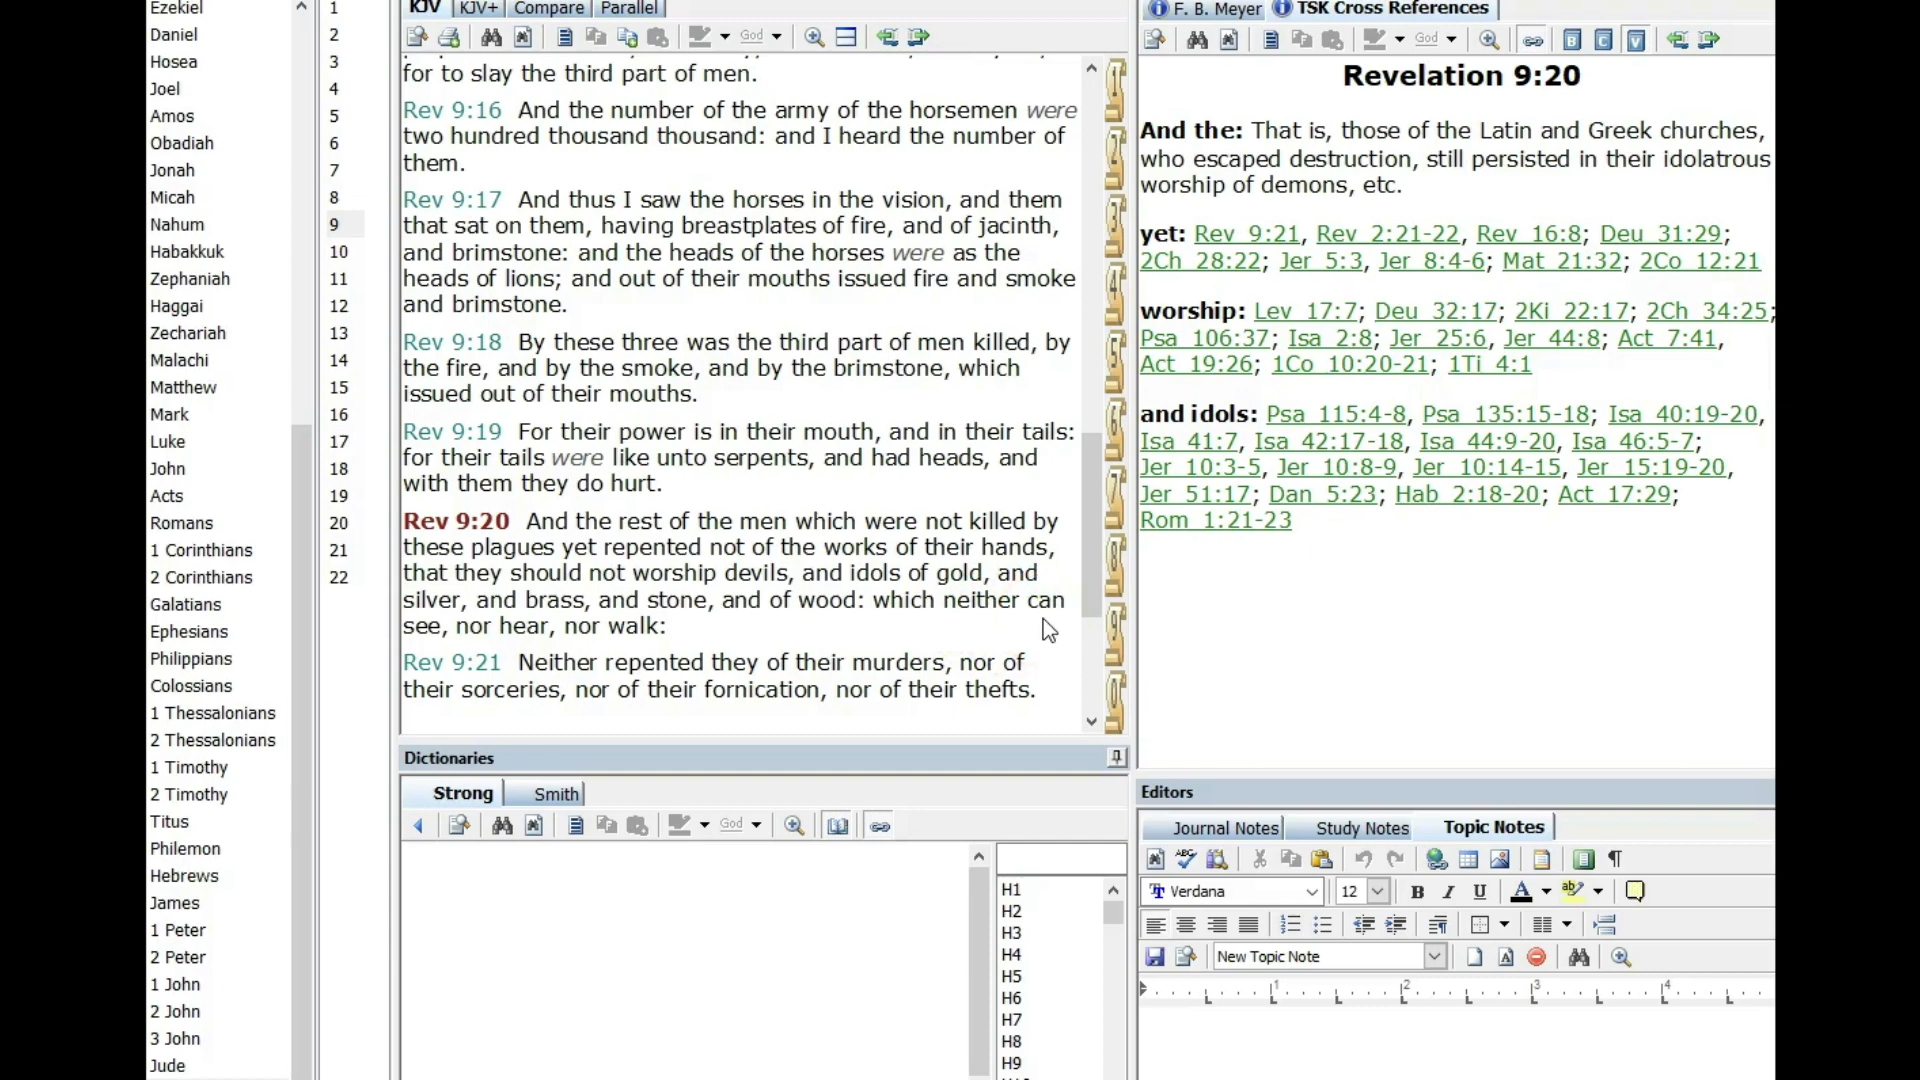 Ezekiel
Daniel
Hosea
Joel
Amos
Obadiah
Jonah
Micah
Nahum
Habakkuk
Zephaniah
Haggai
Zechariah
Malachi
Matthew
Mark
Luke
John
Acts
Romans
1 Corinthians
2 Corinthians
Galatians
Ephesians
Philippians
Colossians
1 Thessalonians
2 Thessalonians
1 Timothy
2 Timothy
Titus
Philemon
Hebrews
James
1 Peter
2 Peter
1 John
2 John
3 John
Jude
1
2
3
4
5
6
7
8
9
10
11
12
13
14
15
16
17
18
19
20
21
22
KJV KJV+ Compare Parallel
God
for to slay the third part of men.
Rev 9:16 And the number of the army of the horsemen were
two hundred thousand thousand: and I heard the number of
them.
Rev 9:17 And thus I saw the horses in the vision, and them
that sat on them, having breastplates of fire, and of jacinth,
and brimstone: and the heads of the horses were as the
heads of lions; and out of their mouths issued fire and smoke
and brimstone.
Rev 9:18 By these three was the third part of men killed, by
the fire, and by the smoke, and by the brimstone, which
issued out of their mouths.
Rev 9:19 For their power is in their mouth, and in their tails:
for their tails were like unto serpents, and had heads, and
with them they do hurt.
Rev 9:20 And the rest of the men which were not killed by
these plagues yet repented not of the works of their hands,
that they should not worship devils, and idols of gold, and
silver, and brass, and stone, and of wood: which neither can
see, nor hear, nor walk:
Rev 9:21 Neither repented they of their murders, nor of
their sorceries, nor of their fornication, nor of their thefts.
1
2
3
4
5
6
7
8
9
0
Dictionaries
Strong Smith
God
H1
H2
H3
H4
H5
H6
H7
H8
H9
F. B. Meyer TSK Cross References
God B C V
Revelation 9:20
And the: That is, those of the Latin and Greek churches,
who escaped destruction, still persisted in their idolatrous
worship of demons, etc.
yet: Rev 9:21, Rev 2:21-22, Rev 16:8; Deu 31:29;
2Ch 28:22; Jer 5:3, Jer 8:4-6; Mat 21:32; 2Co 12:21
worship: Lev 17:7; Deu 32:17; 2Ki 22:17; 2Ch 34:25;
Psa 106:37; Isa 2:8; Jer 25:6, Jer 44:8; Act 7:41,
Act 19:26; 1Co 10:20-21; 1Ti 4:1
and idols: Psa 115:4-8, Psa 135:15-18; Isa 40:19-20,
Isa 41:7, Isa 42:17-18, Isa 44:9-20, Isa 46:5-7;
Jer 10:3-5, Jer 10:8-9, Jer 10:14-15, Jer 15:19-20,
Jer 51:17; Dan 5:23; Hab 2:18-20; Act 17:29;
Rom 1:21-23
Editors
Journal Notes Study Notes Topic Notes
ABC ¶
Verdana 12 B I U A ab
New Topic Note A
1 2 3 4